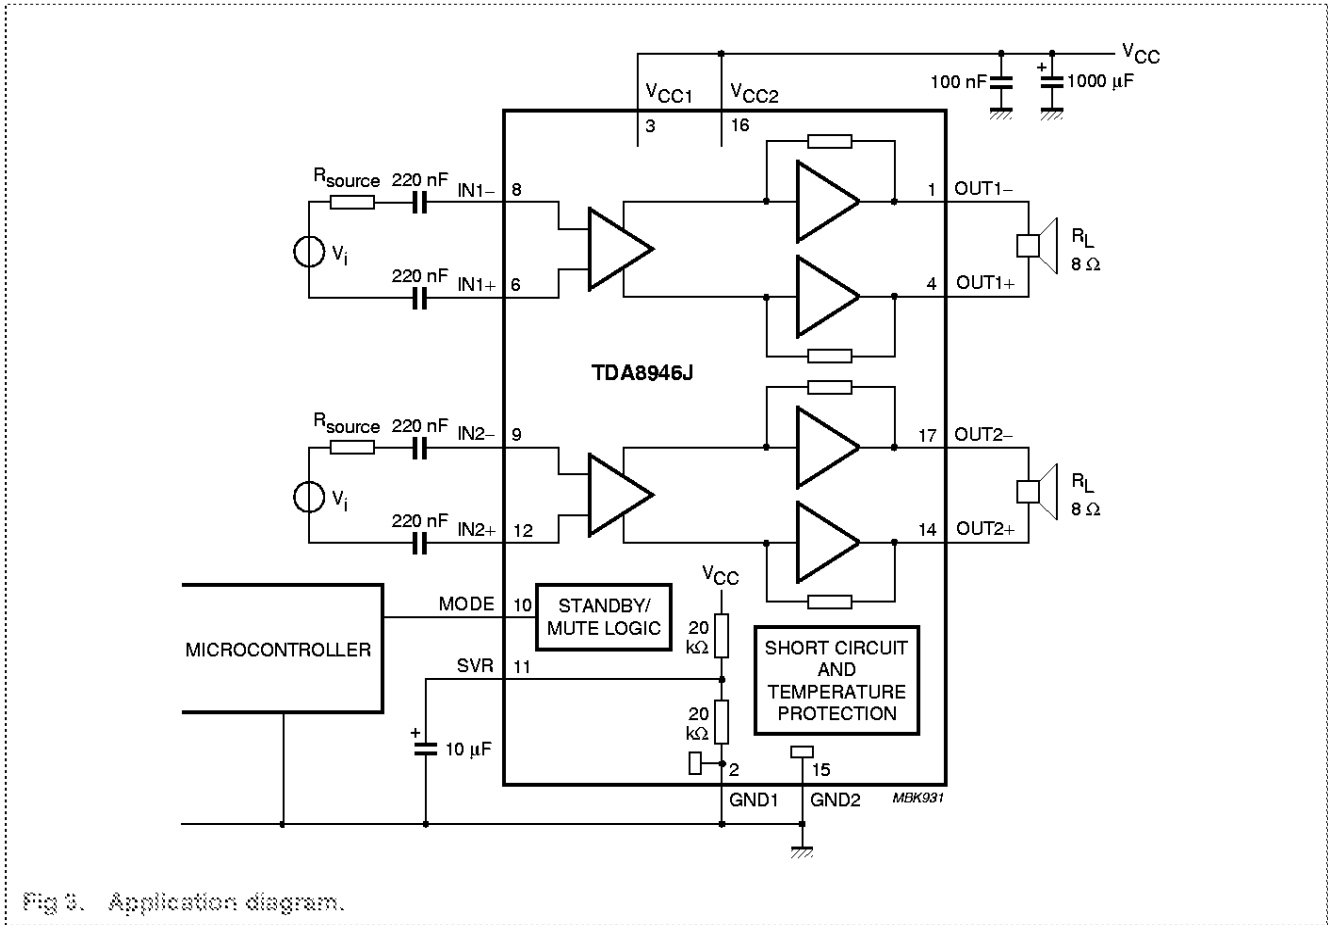 VCC
100 nF
1000 µF
+
VCC1
VCC2
3
16
Rsource
220 nF
IN1−
8
1
OUT1−
Vi
RL
8 Ω
220 nF
IN1+
6
4
OUT1+
TDA8946J
Rsource
220 nF
IN2−
9
17
OUT2−
Vi
RL
8 Ω
220 nF
IN2+
12
14
OUT2+
VCC
MODE
10
STANDBY/
MUTE LOGIC
20
kΩ
MICROCONTROLLER
SHORT CIRCUIT
AND
TEMPERATURE
PROTECTION
SVR
11
20
kΩ
+
10 µF
2
15
GND1
GND2
MBK931
Fig 3. Application diagram.